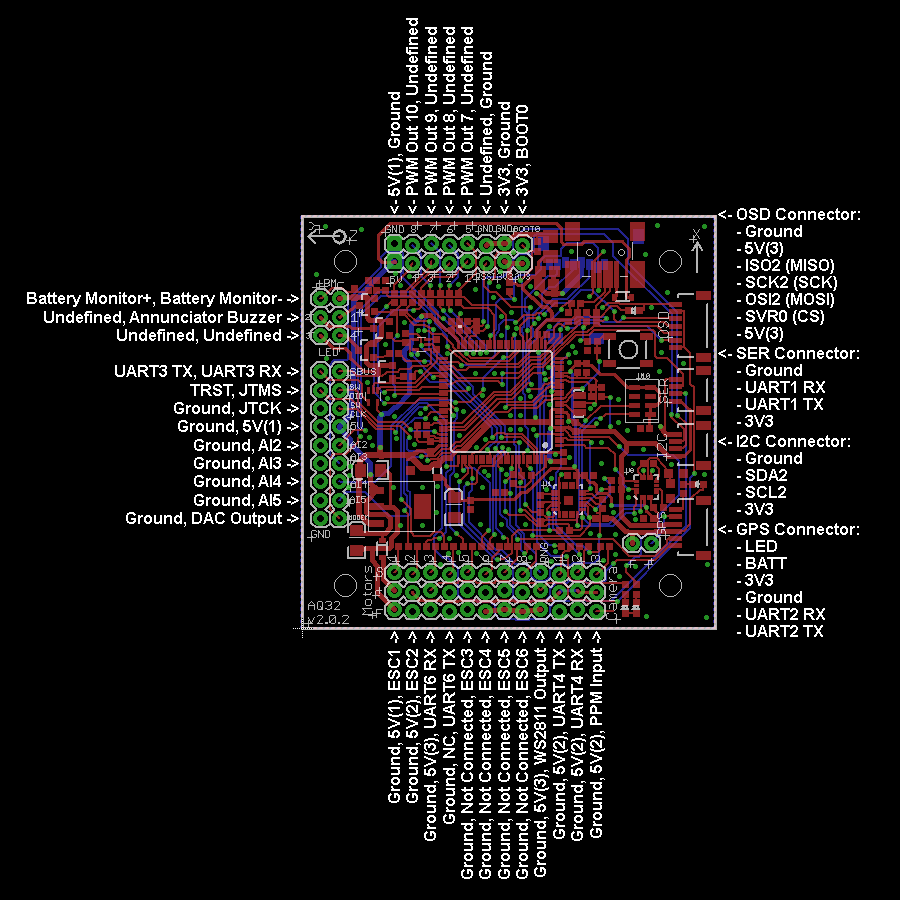 <- 5V(1), Ground
<- PWM Out 10, Undefined
<- PWM Out 9, Undefined
<- PWM Out 8, Undefined
<- PWM Out 7, Undefined
<- Undefined, Ground
<- 3V3, Ground
<- 3V3, BOOT0
Battery Monitor+, Battery Monitor- ->
Undefined, Annunciator Buzzer ->
Undefined, Undefined ->
UART3 TX, UART3 RX ->
TRST, JTMS ->
Ground, JTCK ->
Ground, 5V(1) ->
Ground, AI2 ->
Ground, AI3 ->
Ground, AI4 ->
Ground, AI5 ->
Ground, DAC Output ->
GND 8 7 6 5 GND GND BOOT0
5V
3V3
Z
X
BM
LED
SBUS
SW
SW
CLK
5V
AI2
AI3
AI4
AI5
GND
OSD
SER
I2C
GPS
Motors
Camera
AQ32
v2.0.2
<- OSD Connector:
- Ground
- 5V(3)
- ISO2 (MISO)
- SCK2 (SCK)
- OSI2 (MOSI)
- SVR0 (CS)
- 5V(3)
<- SER Connector:
- Ground
- UART1 RX
- UART1 TX
- 3V3
<- I2C Connector:
- Ground
- SDA2
- SCL2
- 3V3
<- GPS Connector:
- LED
- BATT
- 3V3
- Ground
- UART2 RX
- UART2 TX
Ground, 5V(1), ESC1 ->
Ground, 5V(2), ESC2 ->
Ground, 5V(3), UART6 RX ->
Ground, NC, UART6 TX ->
Ground, Not Connected, ESC3 ->
Ground, Not Connected, ESC4 ->
Ground, Not Connected, ESC5 ->
Ground, Not Connected, ESC6 ->
Ground, 5V(3), WS2811 Output ->
Ground, 5V(2), UART4 TX ->
Ground, 5V(2), UART4 RX ->
Ground, 5V(2), PPM Input ->